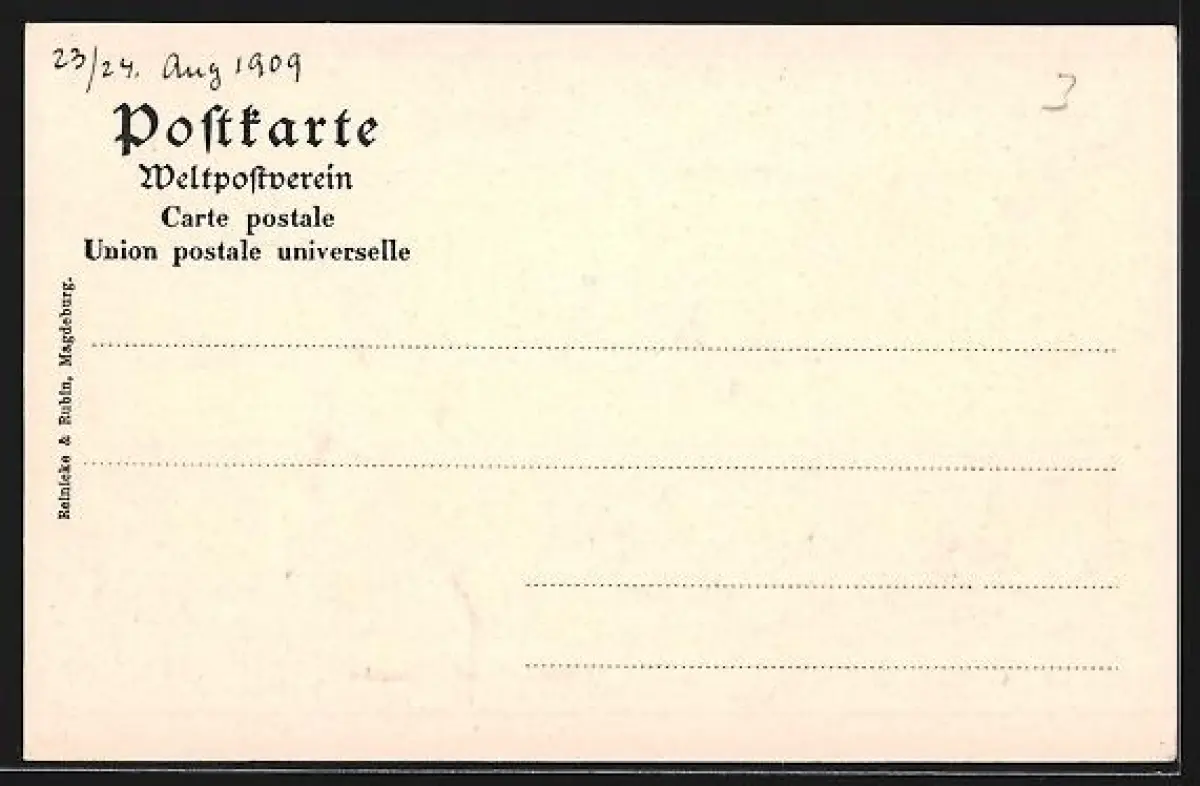 23/24. Aug 1909
3
Postkarte
Weltpostverein
Carte postale
Union postale universelle
Reinicke & Rubin, Magdeburg.